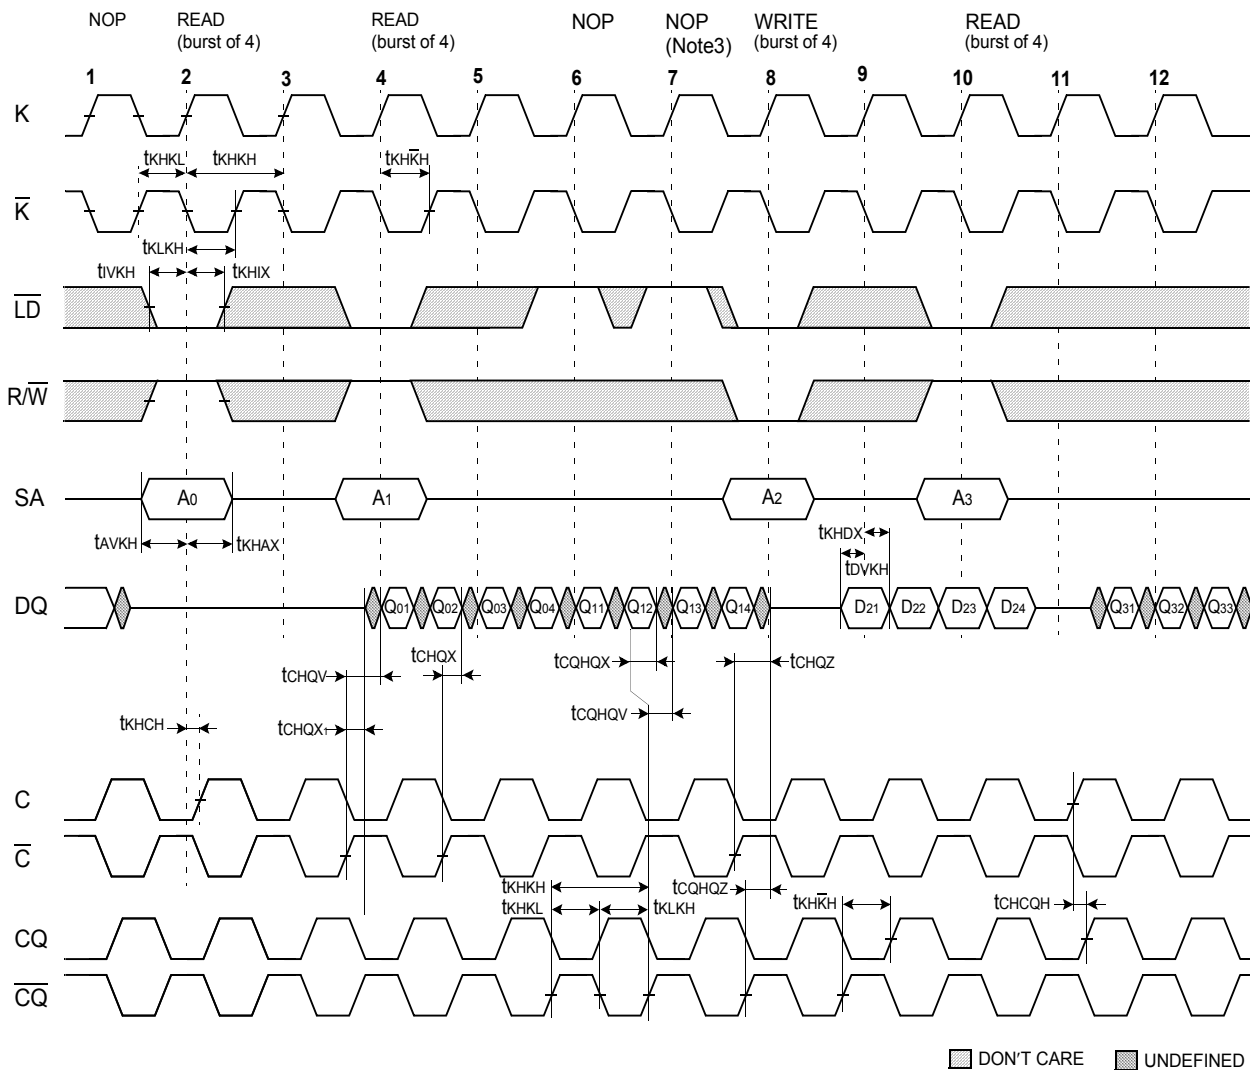 NOP READ READ NOP NOP WRITE READ
(burst of 4) (burst of 4) (Note3) (burst of 4) (burst of 4)
1 2 3 4 5 6 7 8 9 10 11 12
K
tKHKL tKHKH tKHK̅H
K̅
tKLKH
tIVKH tKHIX
L̅D̅
R/W̅
SA A0 A1 A2 A3
tAVKH tKHAX tKHDX
tDVKH
DQ Q01 Q02 Q03 Q04 Q11 Q12 Q13 Q14 D21 D22 D23 D24 Q31 Q32 Q33
tCHQV tCHQX tCQHQX tCHQZ
tKHCH tCHQX1 tCQHQV
C
C̅
tKHKH tCQHQZ
tKHKL tKLKH tKHK̅H tCHCQH
CQ
C̅Q̅
DON'T CARE UNDEFINED